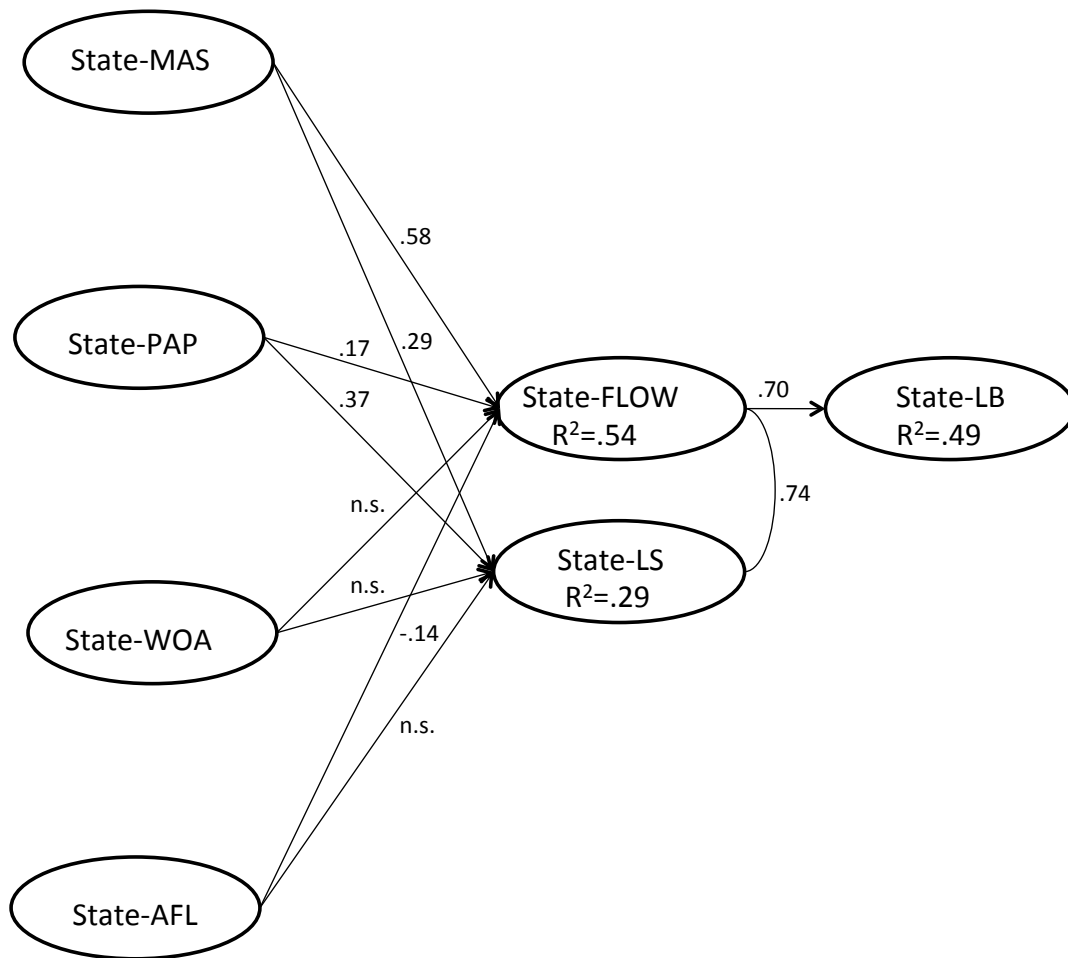 State-MAS
.58
State-PAP
.17
.29
.37
State-FLOW
R²=.54
.70
State-LB
R²=.49
.74
n.s.
State-LS
R²=.29
n.s.
State-WOA
-.14
n.s.
State-AFL